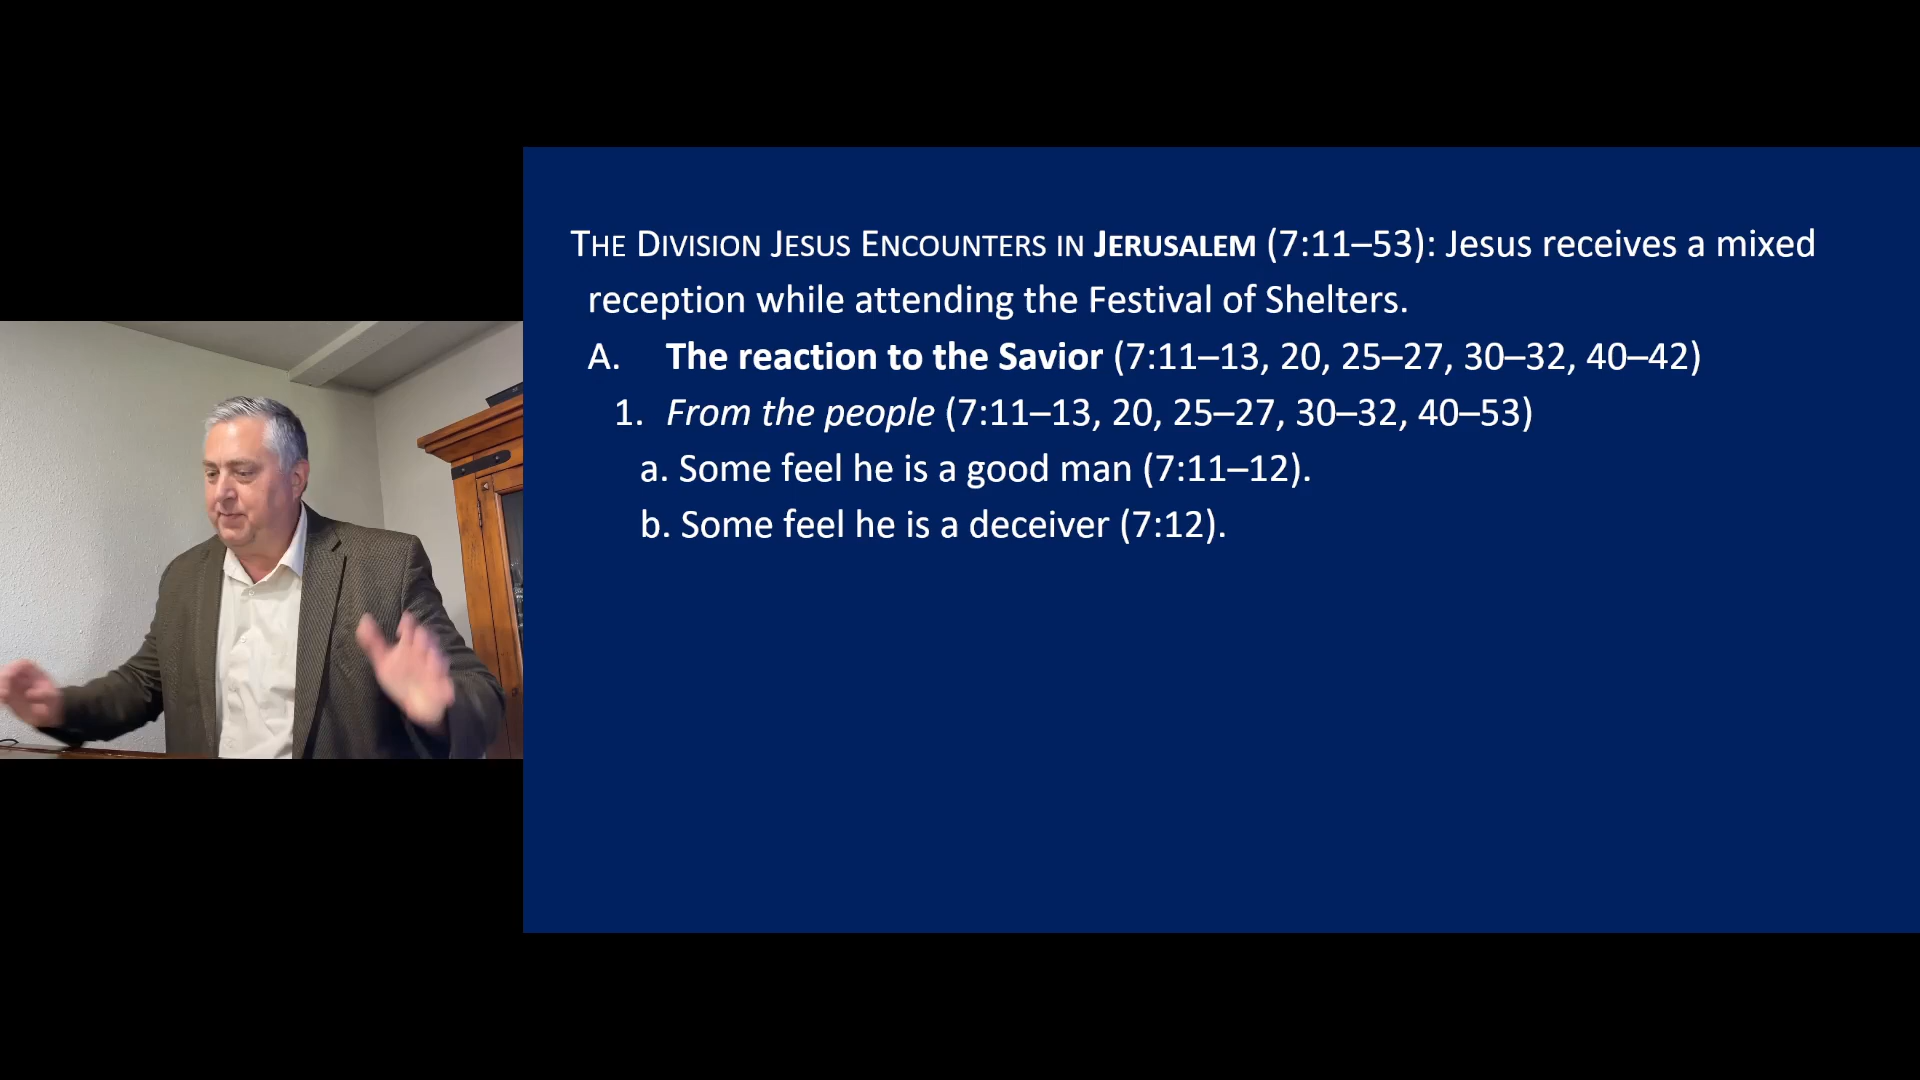 THE DIVISION JESUS ENCOUNTERS IN JERUSALEM (7:11–53): Jesus receives a mixed
reception while attending the Festival of Shelters.
A. The reaction to the Savior (7:11–13, 20, 25–27, 30–32, 40–42)
1. From the people (7:11–13, 20, 25–27, 30–32, 40–53)
a. Some feel he is a good man (7:11–12).
b. Some feel he is a deceiver (7:12).